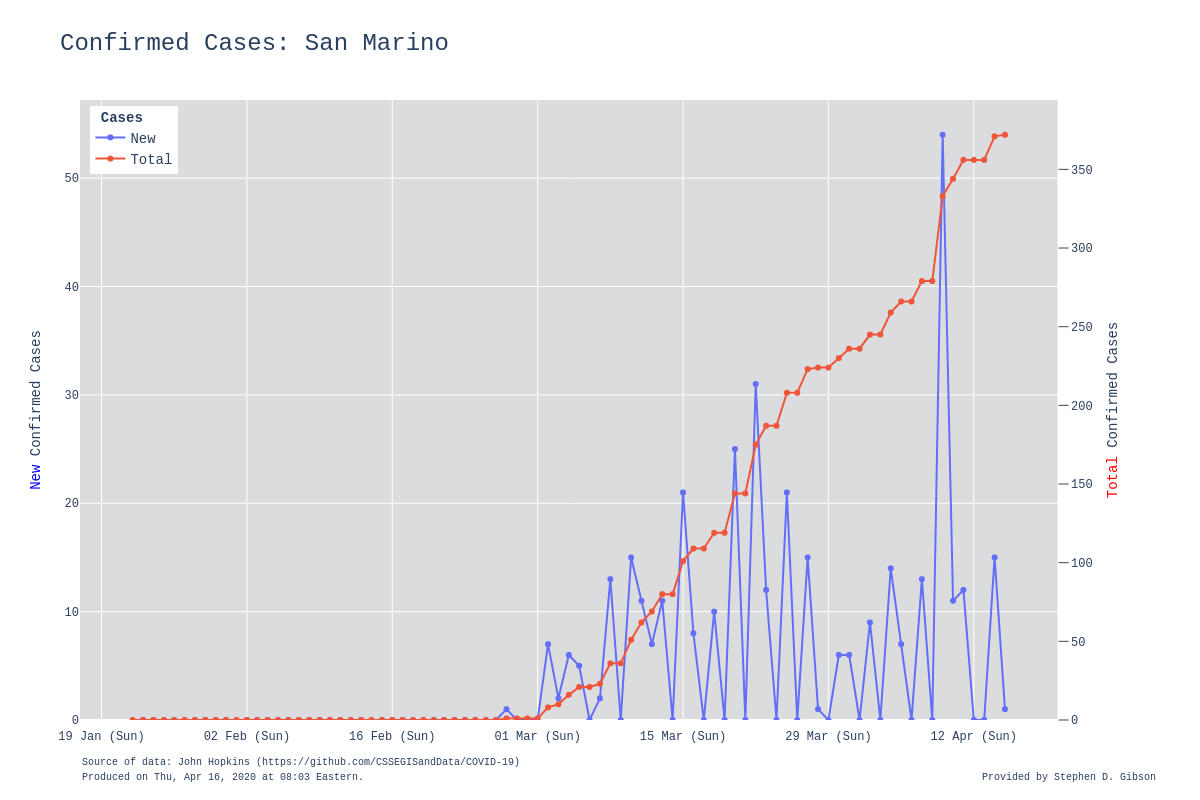 Confirmed Cases: San Marino
Cases
New
Total
50
40
30
20
10
0
350
300
250
200
150
100
50
0
New Confirmed Cases
Total Confirmed Cases
19 Jan (Sun) 02 Feb (Sun) 16 Feb (Sun) 01 Mar (Sun) 15 Mar (Sun) 29 Mar (Sun) 12 Apr (Sun)
Source of data: John Hopkins (https://github.com/CSSEGISandData/COVID-19)
Produced on Thu, Apr 16, 2020 at 08:03 Eastern.
Provided by Stephen D. Gibson